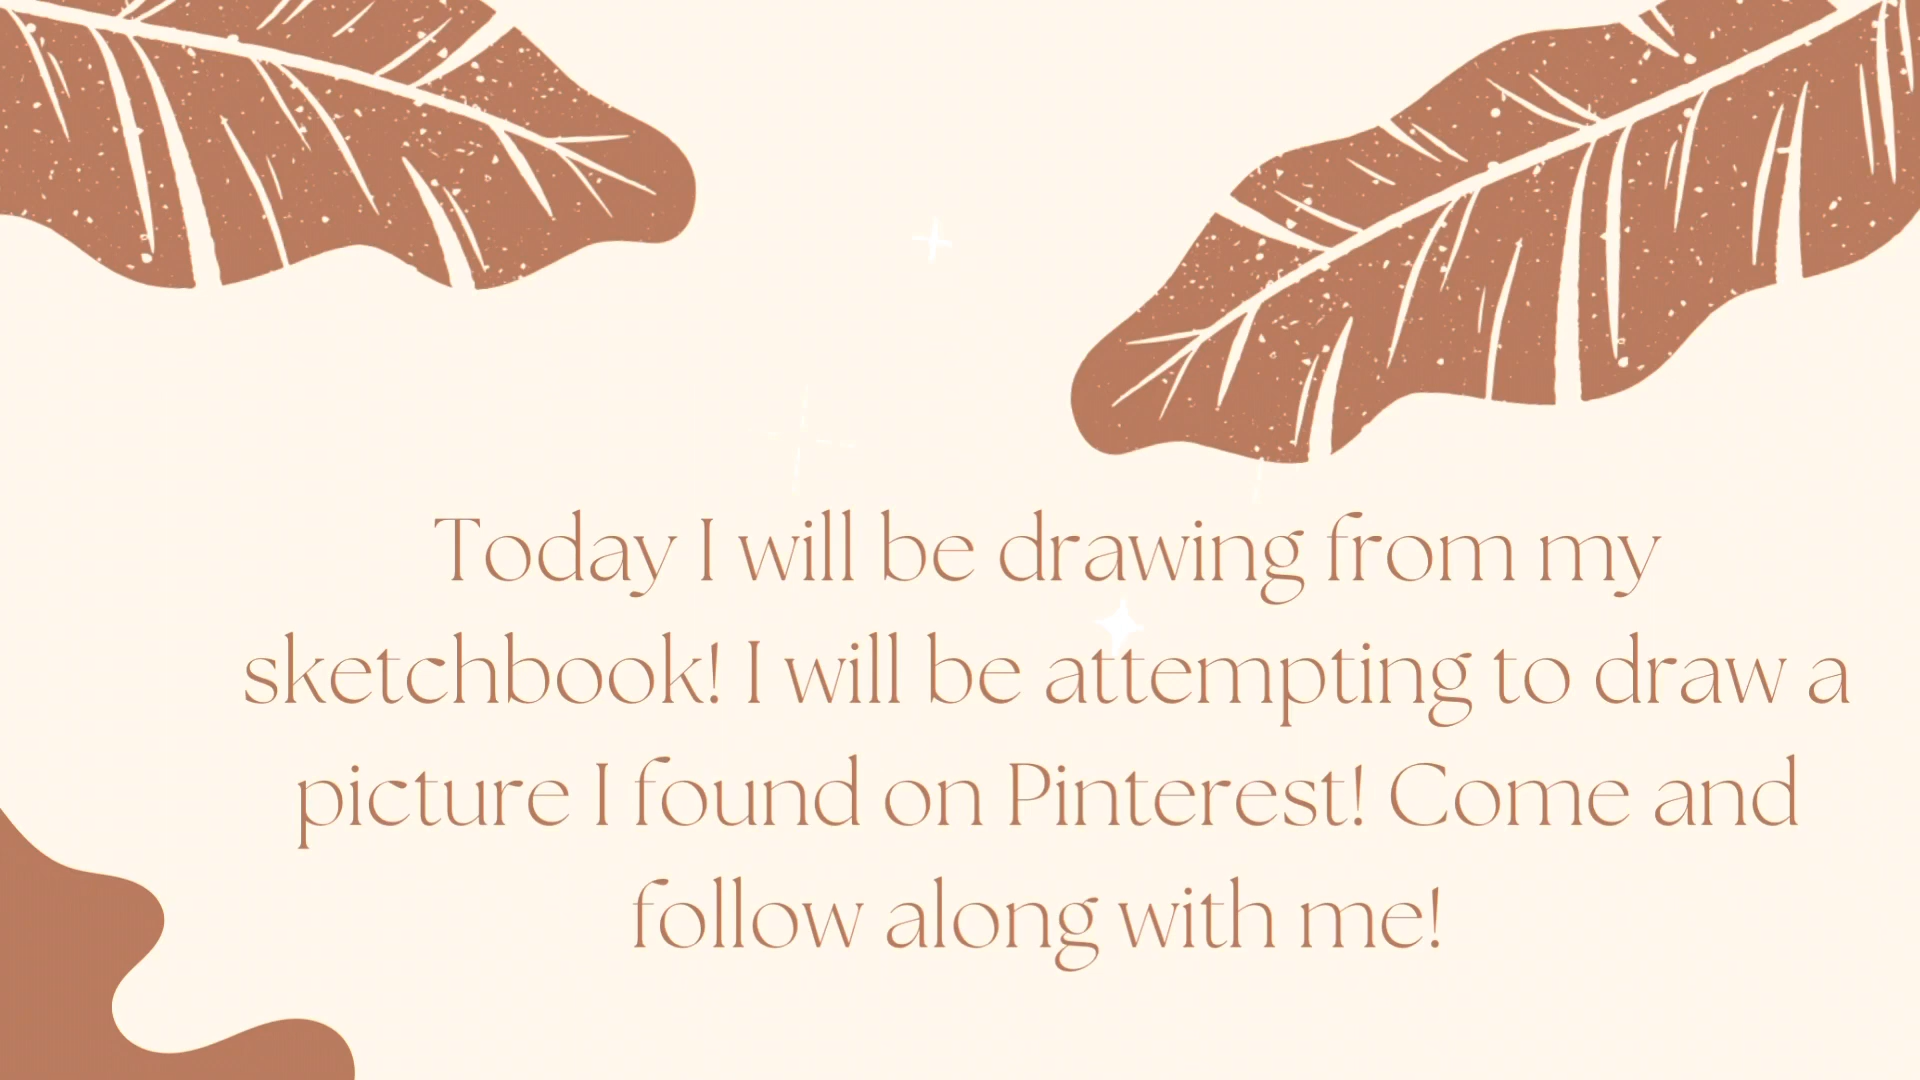 Today I will be drawing from my
sketchbook! I will be attempting to draw a
picture I found on Pinterest! Come and
follow along with me!